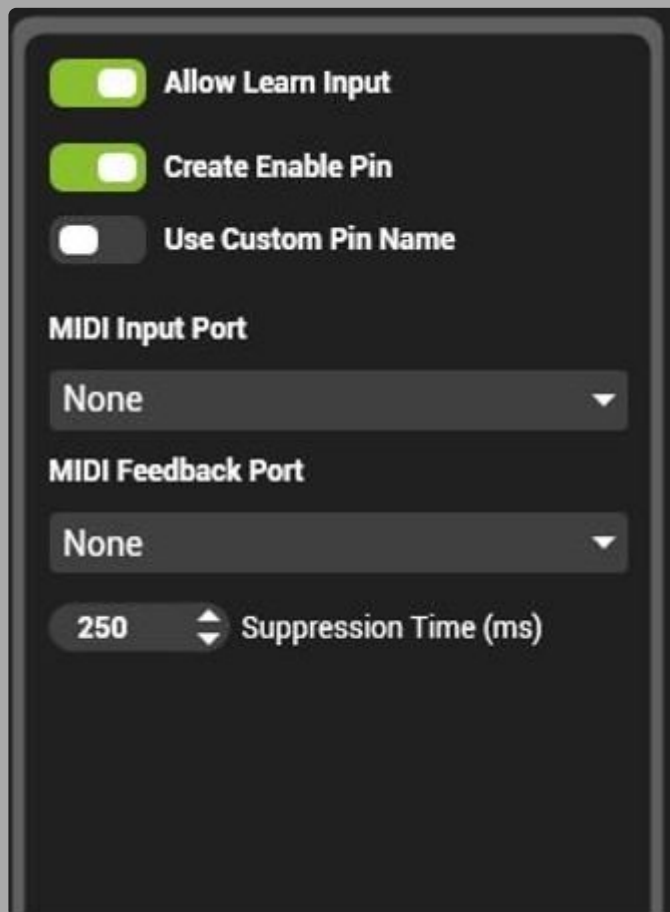 Allow Learn Input
Create Enable Pin
Use Custom Pin Name
MIDI Input Port
None
MIDI Feedback Port
None
250 Suppression Time (ms)